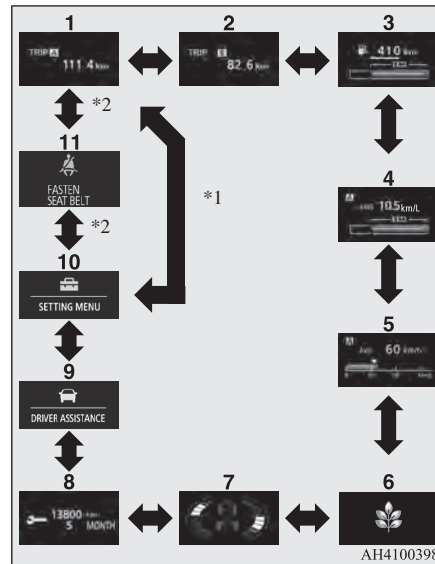 1
2
3
TRIP A
111.4 km
TRIP B
82.6 km
410 km
*2
11
4
FASTEN
SEAT BELT
AVG 10.5 km/L
*1
*2
10
5
SETTING MENU
AVG 60 km/h
9
DRIVER ASSISTANCE
8
7
6
13800 km
5 MONTH
AH4100398